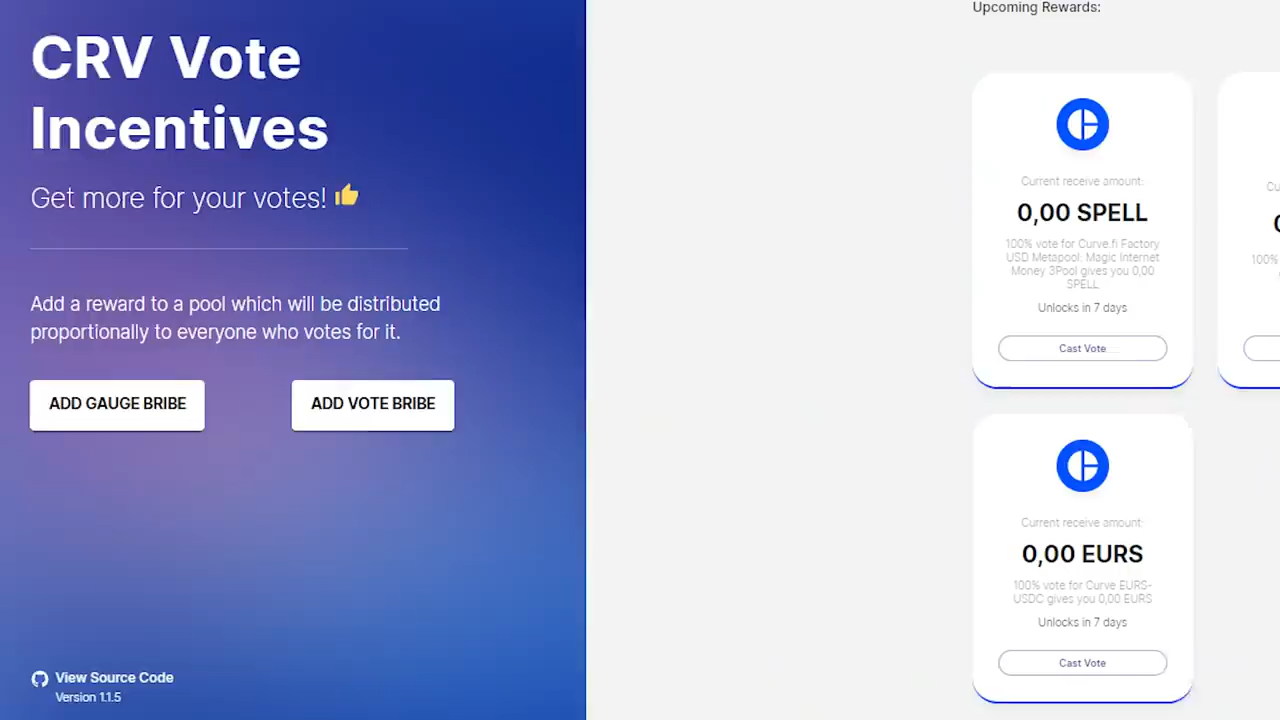 CRV Vote
Incentives
Get more for your votes! 👍
Add a reward to a pool which will be distributed
proportionally to everyone who votes for it.
ADD GAUGE BRIBE
ADD VOTE BRIBE
View Source Code
Version 1.1.5
Upcoming Rewards:
Current receive amount:
0,00 SPELL
100% vote for Curve.fi Factory
USD Metapool: Magic Internet
Money 3Pool gives you 0,00
SPELL
Unlocks in 7 days
Cast Vote
Cu
0
100%
Current receive amount:
0,00 EURS
100% vote for Curve EURS-
USDC gives you 0,00 EURS
Unlocks in 7 days
Cast Vote